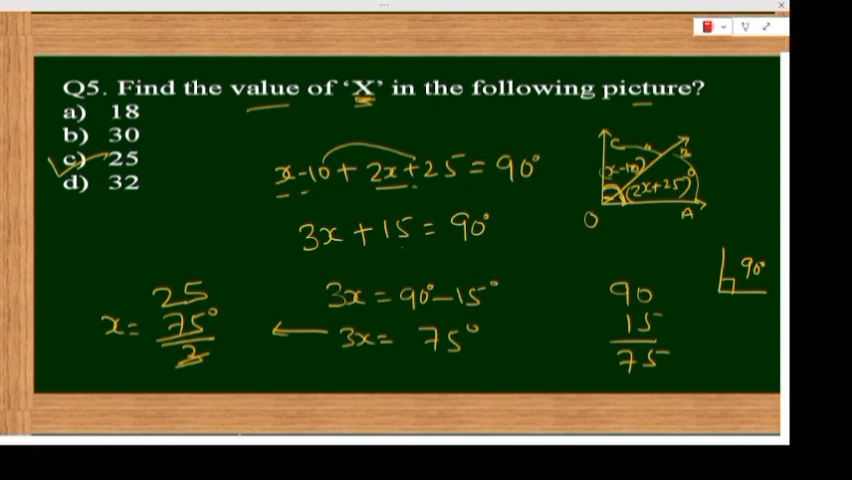 Q5. Find the value of ‘X’ in the following picture?
a) 18
b) 30
c) 25
d) 32
x-10 + 2x + 25 = 90°
3x + 15 = 90°
3x = 90° - 15°
3x = 75°
25
x = 75°
3
90
15
75
C
B
(x-10)°
(2x+25)°
O
A
90°